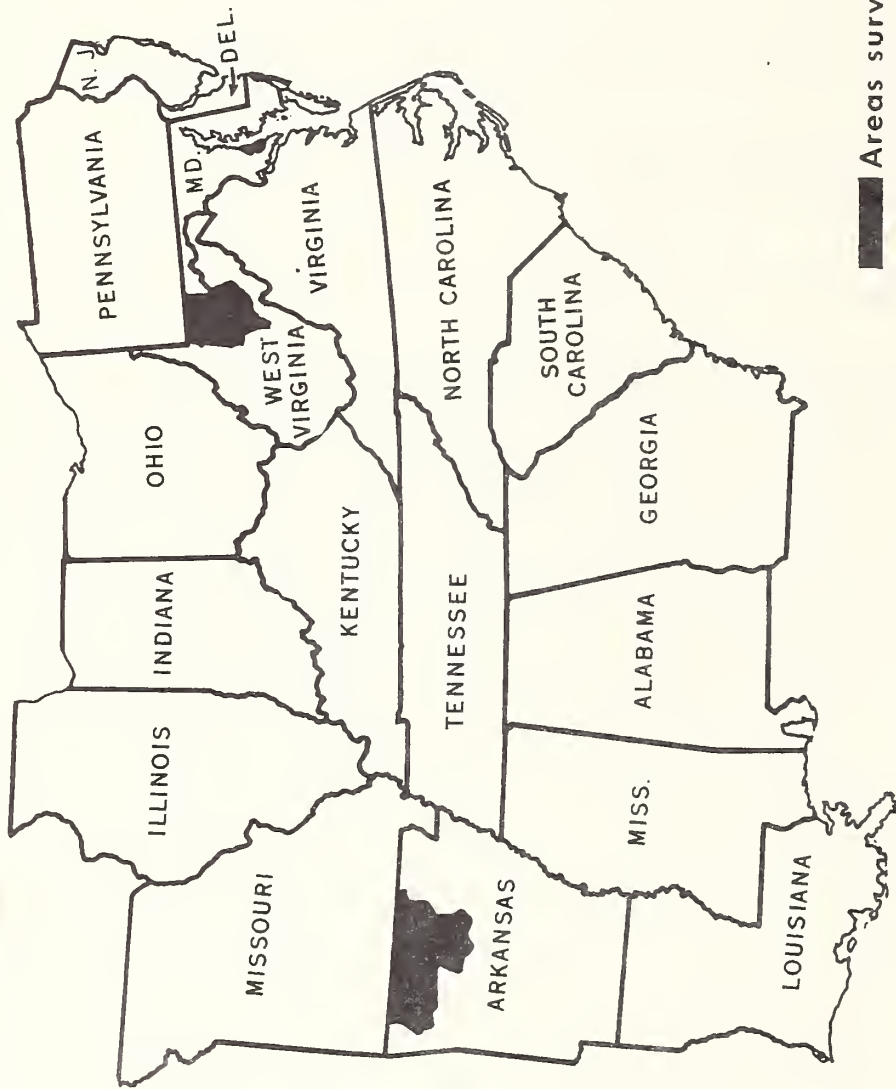 PENNSYLVANIA
N. J.
MD.
DEL.
OHIO
INDIANA
ILLINOIS
WEST
VIRGINIA
VIRGINIA
MISSOURI
KENTUCKY
TENNESSEE
NORTH CAROLINA
SOUTH
CAROLINA
ARKANSAS
MISS.
ALABAMA
GEORGIA
LOUISIANA
Areas surv